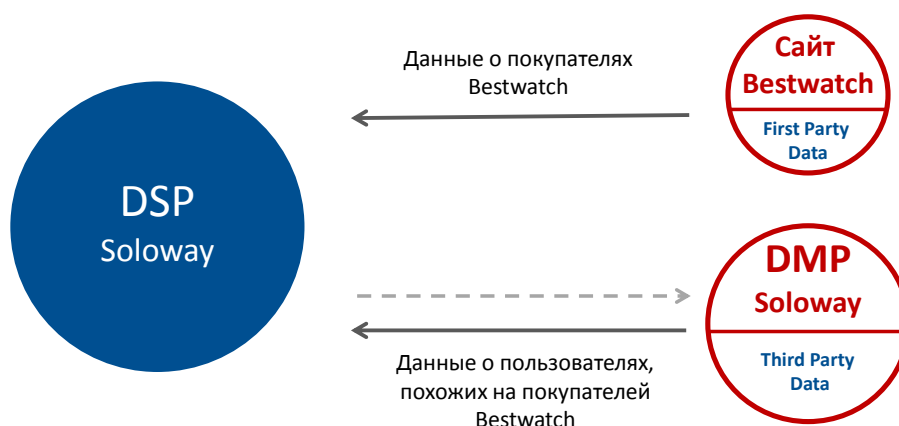 Данные о покупателях
Bestwatch
Сайт
Bestwatch
First Party
Data
DSP
Soloway
DMP
Soloway
Third Party
Data
Данные о пользователях,
похожих на покупателей
Bestwatch